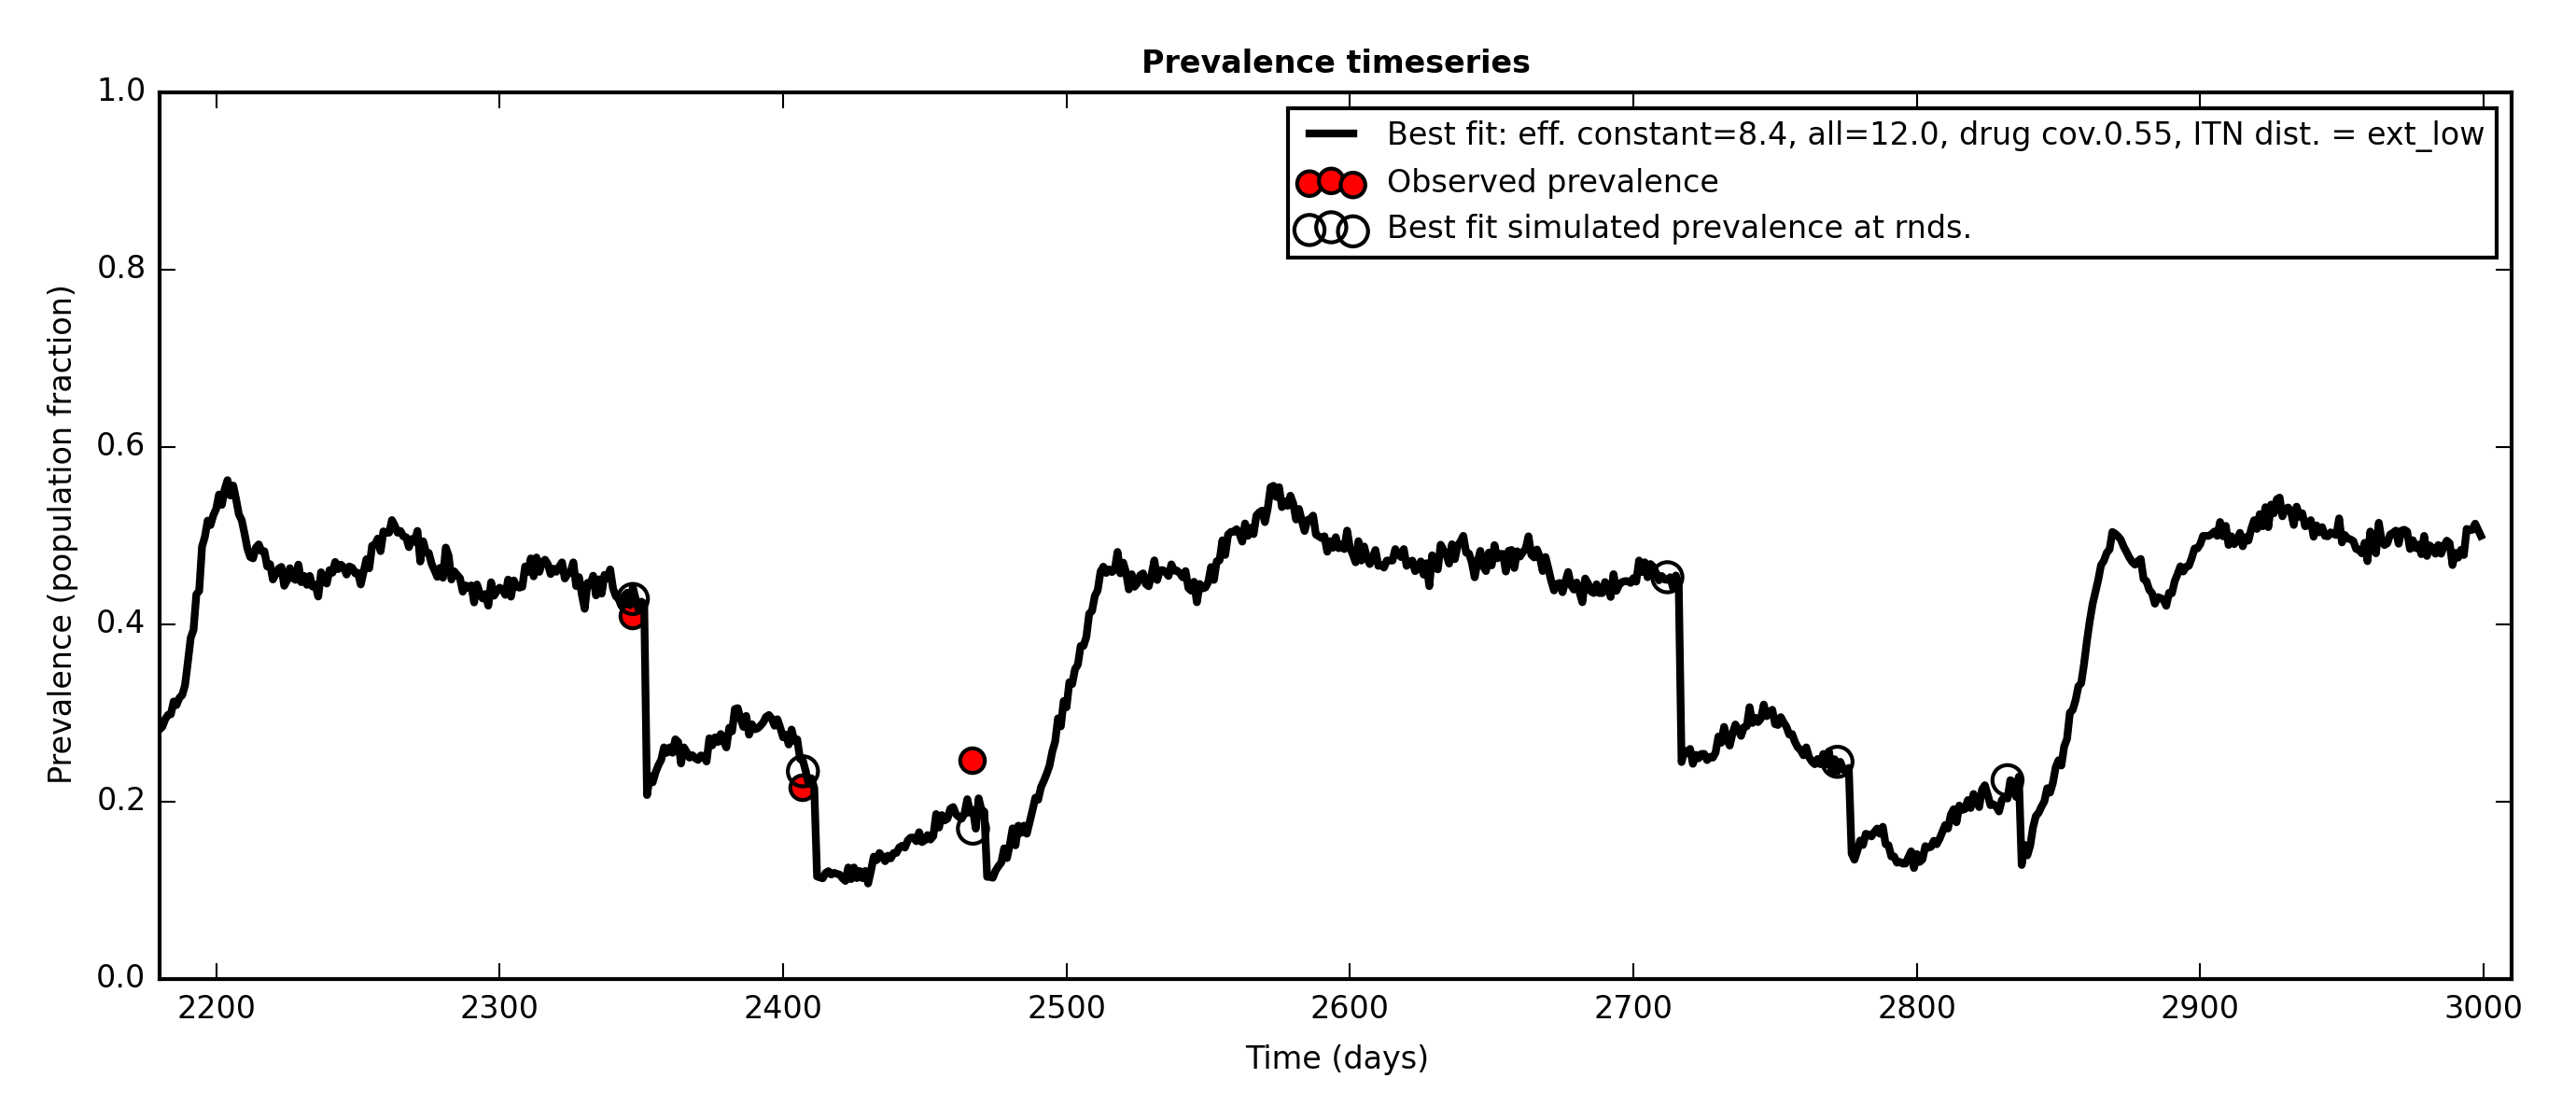 Prevalence timeseries
Best fit: eff. constant=8.4, all=12.0, drug cov.0.55, ITN dist. = ext_low
Observed prevalence
Best fit simulated prevalence at rnds.
Prevalence (population fraction)
1.0
0.8
0.6
0.4
0.2
0.0
2200 2300 2400 2500 2600 2700 2800 2900 3000
Time (days)